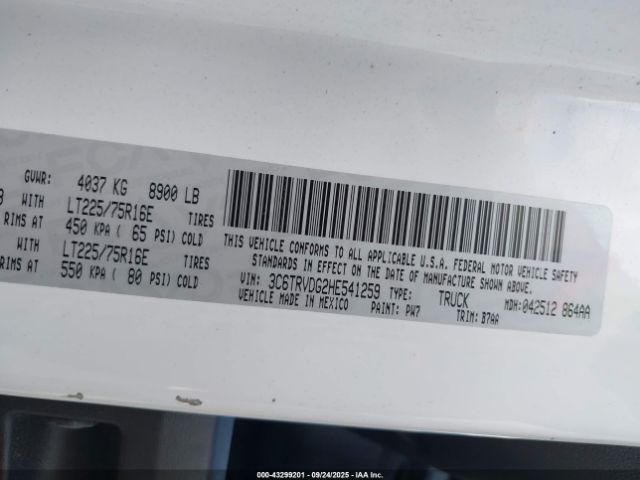 GVWR: 4037 KG 8900 LB
WITH LT225/75R16E TIRES
RIMS AT 450 KPA ( 65 PSI) COLD
WITH LT225/75R16E TIRES
RIMS AT 550 KPA ( 80 PSI) COLD
THIS VEHICLE CONFORMS TO ALL APPLICABLE U.S.A. FEDERAL MOTOR VEHICLE SAFETY
STANDARDS IN EFFECT ON THE DATE OF MANUFACTURE SHOWN ABOVE.
VIN: 3C6TRVDG2HE541259 TYPE: TRUCK MDH: 042512 864AA
VEHICLE MADE IN MEXICO PAINT: PW7 TRIM: B7AA
000-43299201 - 09/24/2025 - IAA Inc.